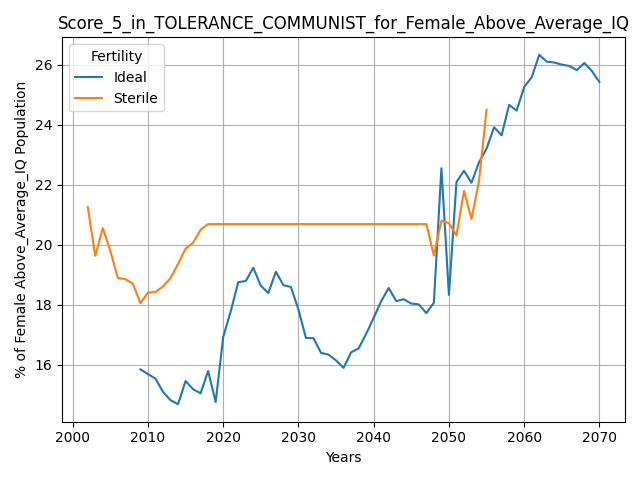 Score_5_in_TOLERANCE_COMMUNIST_for_Female_Above_Average_IQ
Fertility
Ideal
Sterile
% of Female Above_Average_IQ Population
26
24
22
20
18
16
2000 2010 2020 2030 2040 2050 2060 2070
Years